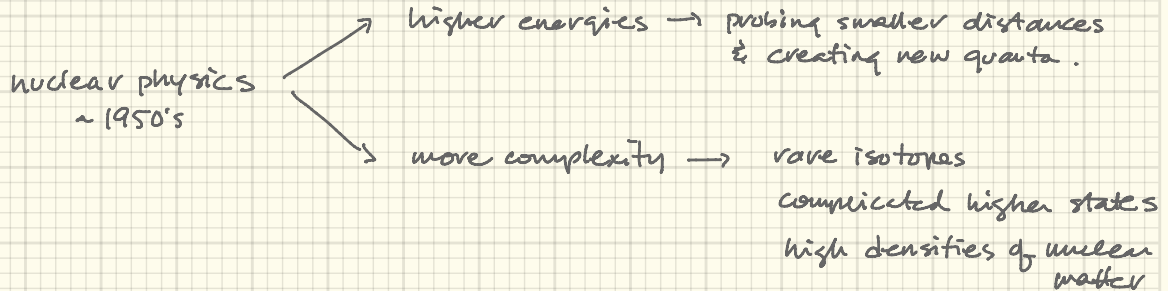 higher energies → probing smaller distances
& creating new quanta.
nuclear physics
~ 1950's
more complexity → rare isotopes
complicated higher states
high densities of nuclear
matter